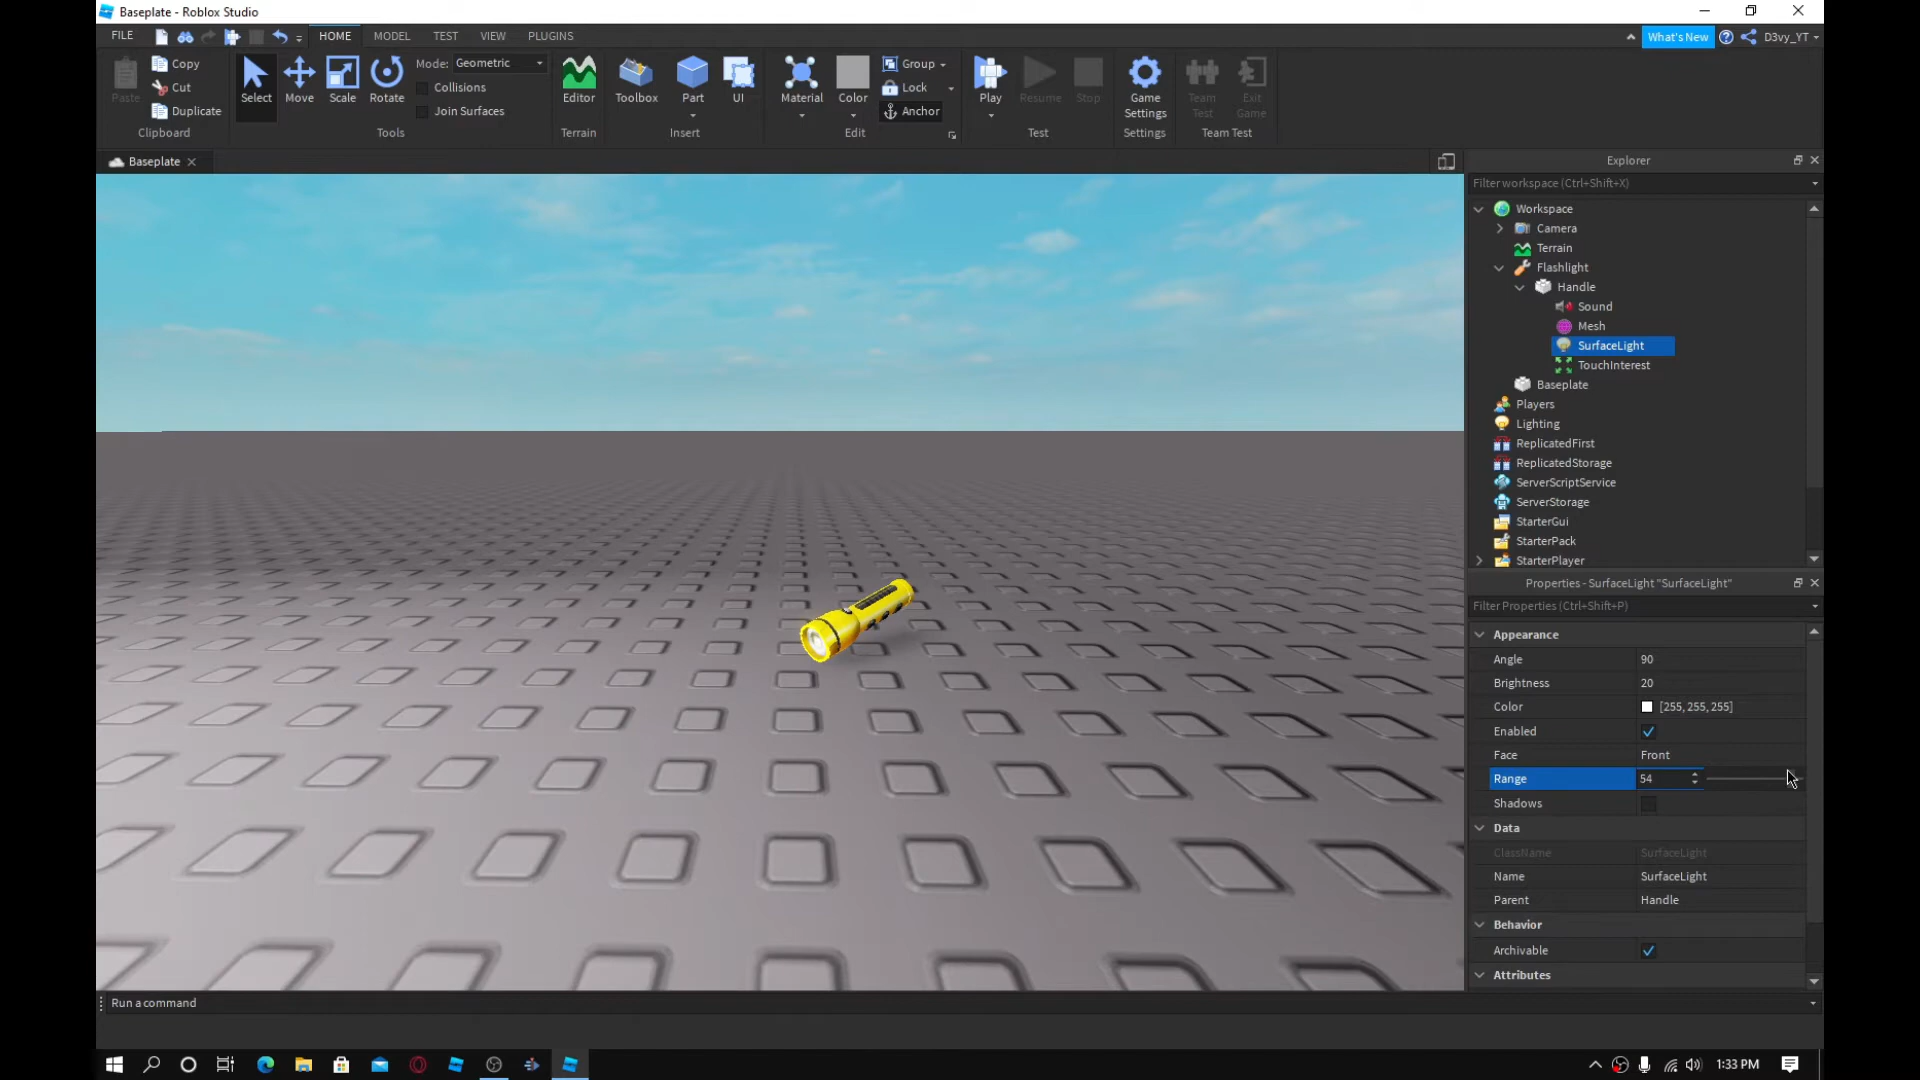 Baseplate - Roblox Studio
FILE HOME MODEL TEST VIEW PLUGINS What's New D3vy_YT
Paste Copy Cut Duplicate Clipboard
Select Move Scale Rotate Mode: Geometric Collisions Join Surfaces Tools
Editor Terrain
Toolbox Part UI Insert
Material Color Group Lock Anchor Edit
Play Resume Stop Test
Game Settings Settings
Team Test Exit Game Team Test
Baseplate
Explorer
Filter workspace (Ctrl+Shift+X)
Workspace
Camera
Terrain
Flashlight
Handle
Sound
Mesh
SurfaceLight
TouchInterest
Baseplate
Players
Lighting
ReplicatedFirst
ReplicatedStorage
ServerScriptService
ServerStorage
StarterGui
StarterPack
StarterPlayer
Properties - SurfaceLight "SurfaceLight"
Filter Properties (Ctrl+Shift+P)
Appearance
Angle 90
Brightness 20
Color [255, 255, 255]
Enabled
Face Front
Range 54
Shadows
Data
ClassName SurfaceLight
Name SurfaceLight
Parent Handle
Behavior
Archivable
Attributes
Run a command
1:33 PM